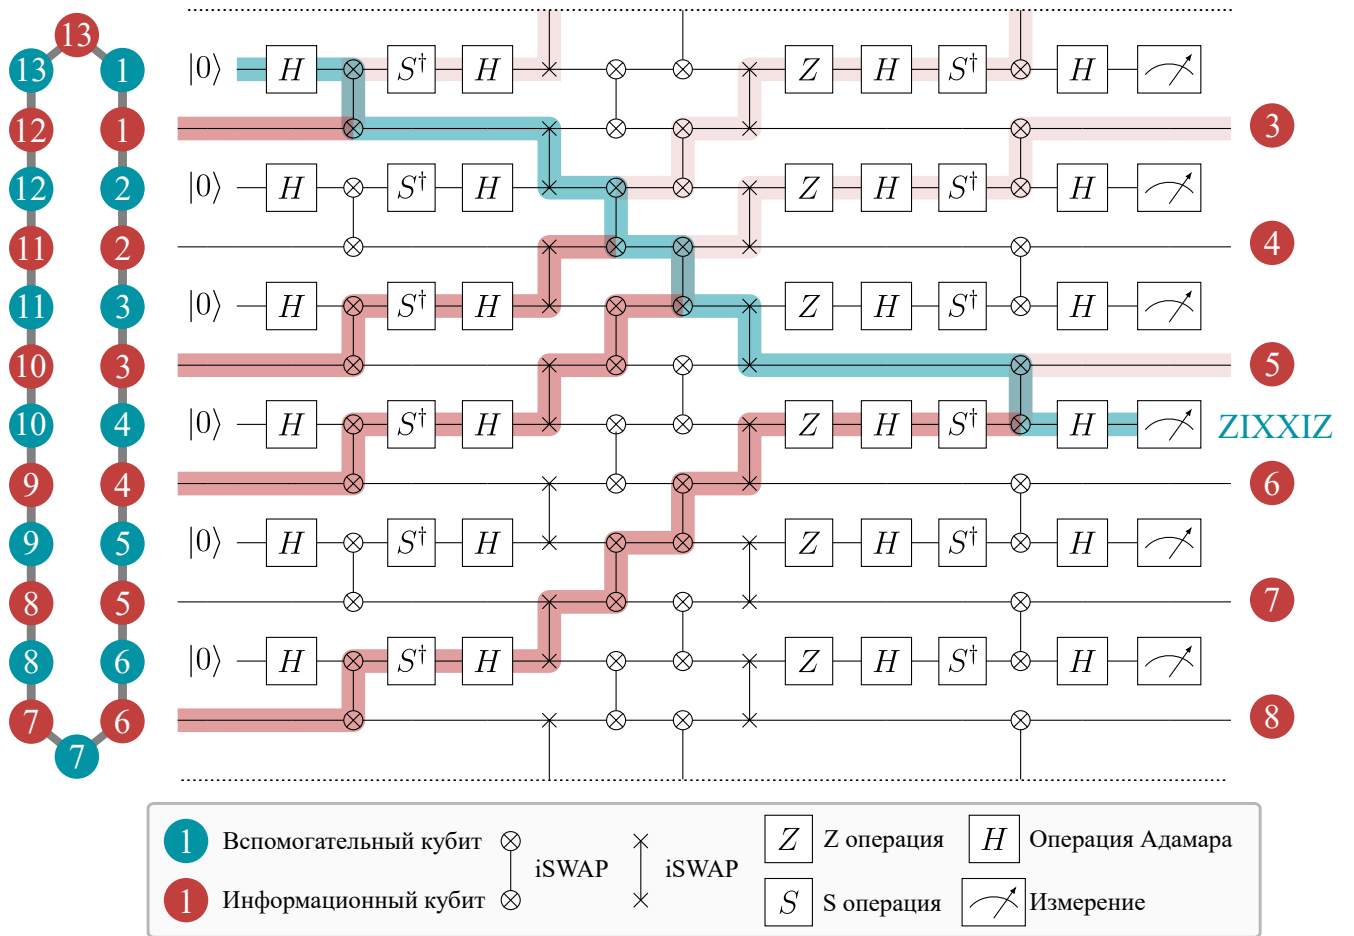 13
13 1
|0⟩ H S† H Z H S† H
12 1 3
12 2
|0⟩ H S† H Z H S† H
11 2 4
11 3
|0⟩ H S† H Z H S† H
10 3 5
10 4
|0⟩ H S† H Z H S† H ZIXXIZ
9 4 6
9 5
|0⟩ H S† H Z H S† H
8 5 7
8 6
|0⟩ H S† H Z H S† H
7 6 8
7
1 Вспомогательный кубит
iSWAP
iSWAP
Z Z операция
H Операция Адамара
1 Информационный кубит
S S операция
Измерение